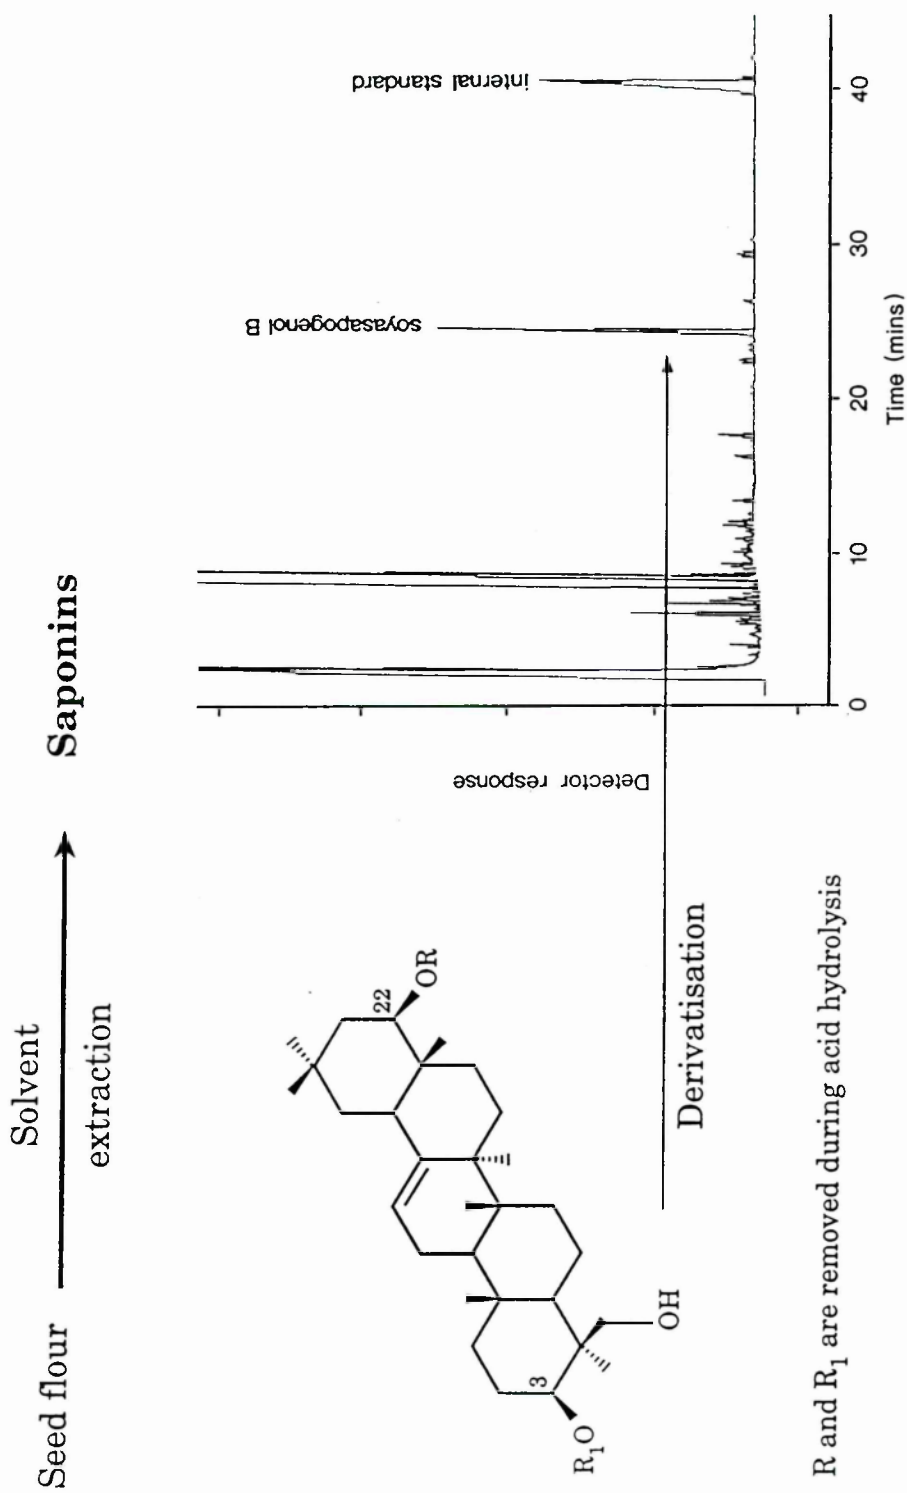 Seed flour
Solvent
extraction
Saponins
R₁O
3
OH
22
OR
Derivatisation
R and R₁ are removed during acid hydrolysis
Detector response
soyasapogenol B
internal standard
0
10
20
30
40
Time (mins)